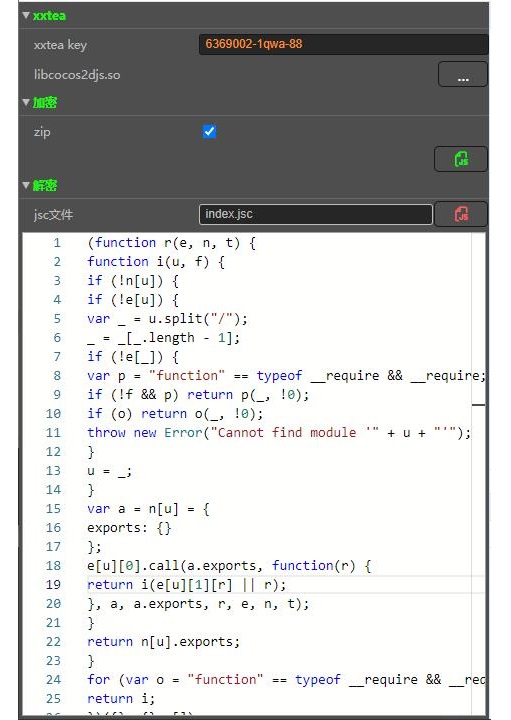 xxtea
xxtea key 6369002-1qwa-88
libcocos2djs.so ...
加密
zip
JS
解密
jsc文件 index.jsc JS
1 (function r(e, n, t) {
2 function i(u, f) {
3 if (!n[u]) {
4 if (!e[u]) {
5 var _ = u.split("/");
6 _ = _[_.length - 1];
7 if (!e[_]) {
8 var p = "function" == typeof __require && __require;
9 if (!f && p) return p(_, !0);
10 if (o) return o(_, !0);
11 throw new Error("Cannot find module '" + u + "'");
12 }
13 u = _;
14 }
15 var a = n[u] = {
16 exports: {}
17 };
18 e[u][0].call(a.exports, function(r) {
19 return i(e[u][1][r] || r);
20 }, a, a.exports, r, e, n, t);
21 }
22 return n[u].exports;
23 }
24 for (var o = "function" == typeof __require && __req
25 return i;